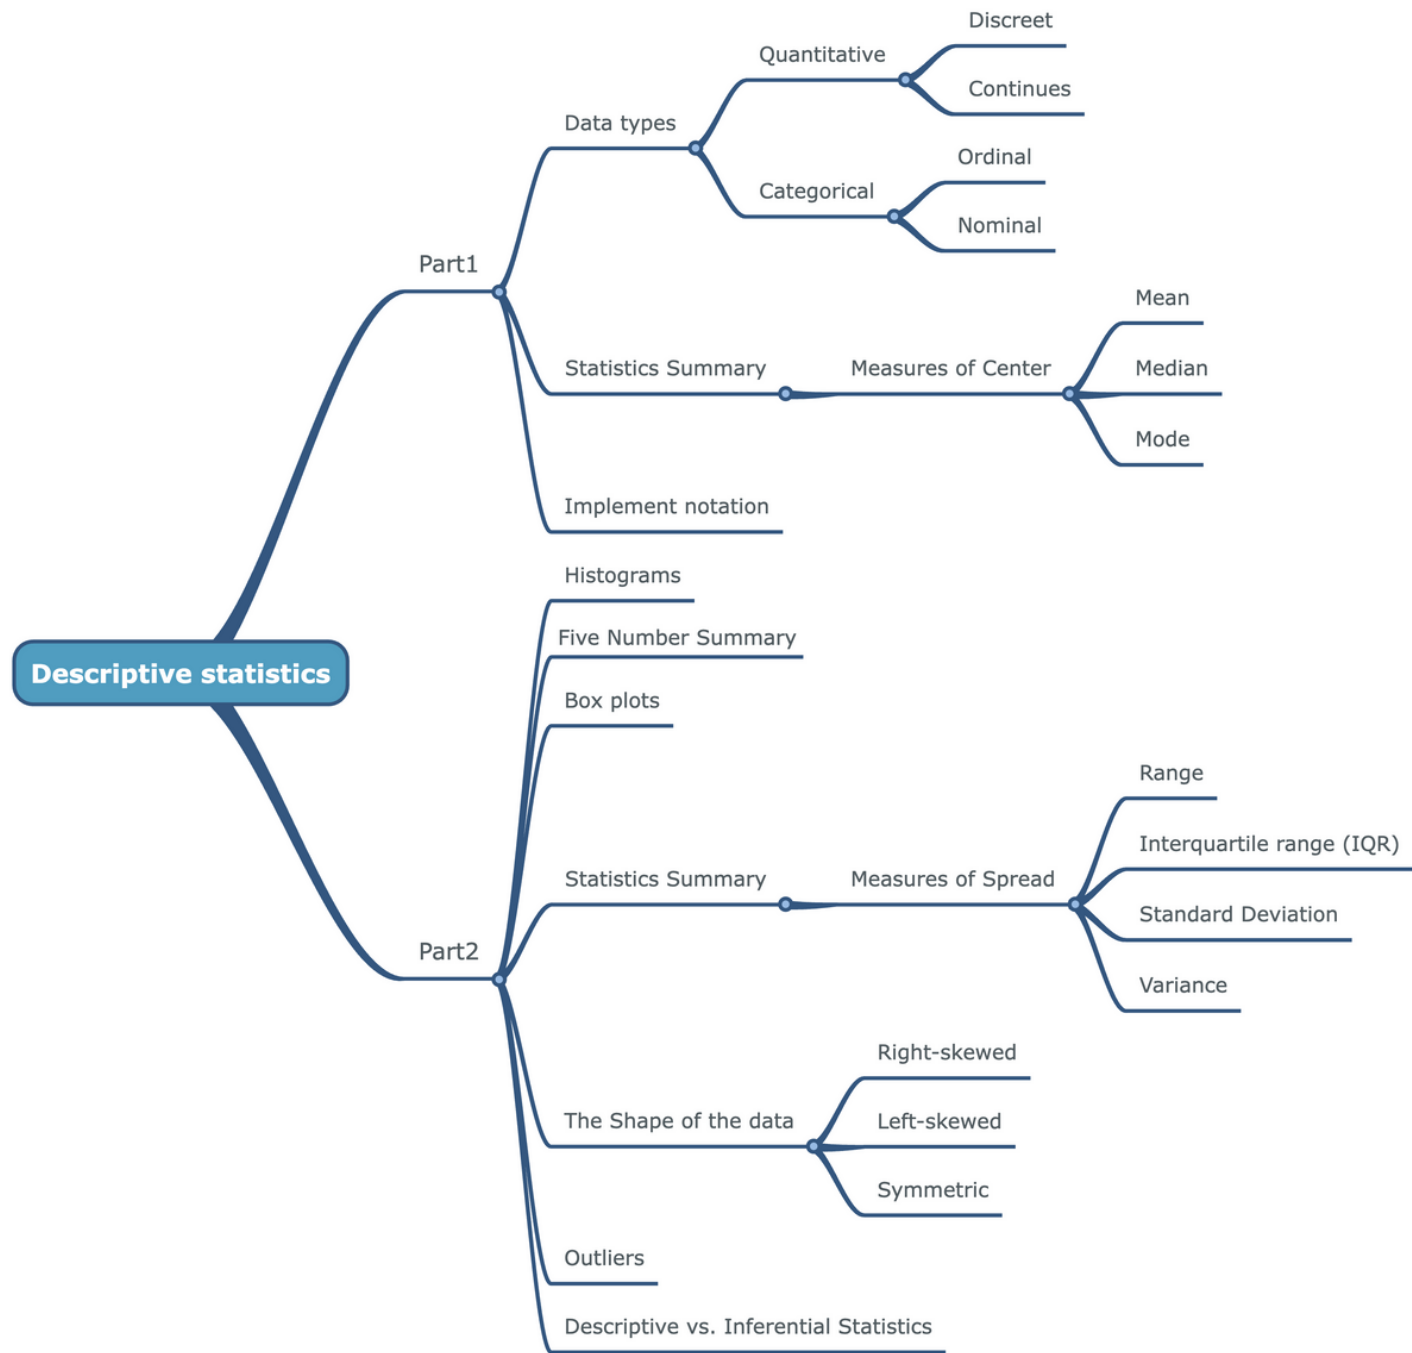 Descriptive statistics
Part1
Data types
Quantitative
Discreet
Continues
Categorical
Ordinal
Nominal
Statistics Summary
Measures of Center
Mean
Median
Mode
Implement notation
Part2
Histograms
Five Number Summary
Box plots
Statistics Summary
Measures of Spread
Range
Interquartile range (IQR)
Standard Deviation
Variance
The Shape of the data
Right-skewed
Left-skewed
Symmetric
Outliers
Descriptive vs. Inferential Statistics